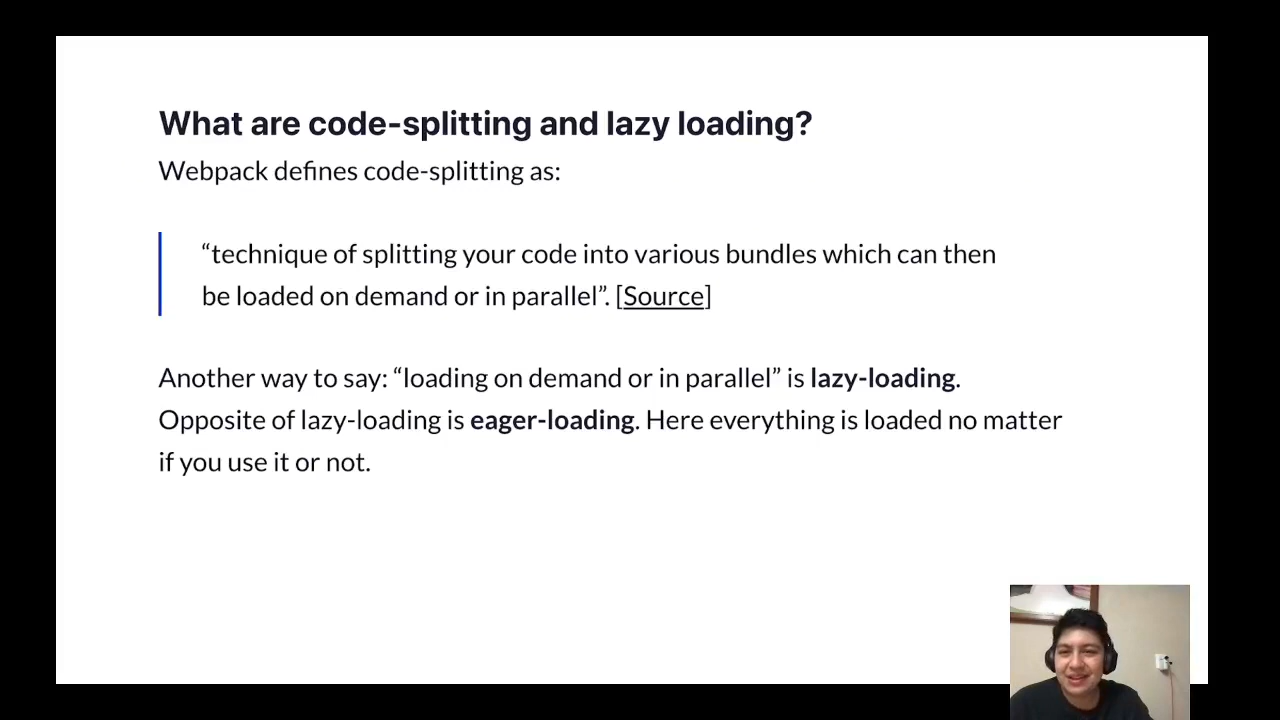 What are code-splitting and lazy loading?
Webpack defines code-splitting as:
“technique of splitting your code into various bundles which can then
be loaded on demand or in parallel”. [Source]
Another way to say: “loading on demand or in parallel” is lazy-loading.
Opposite of lazy-loading is eager-loading. Here everything is loaded no matter
if you use it or not.